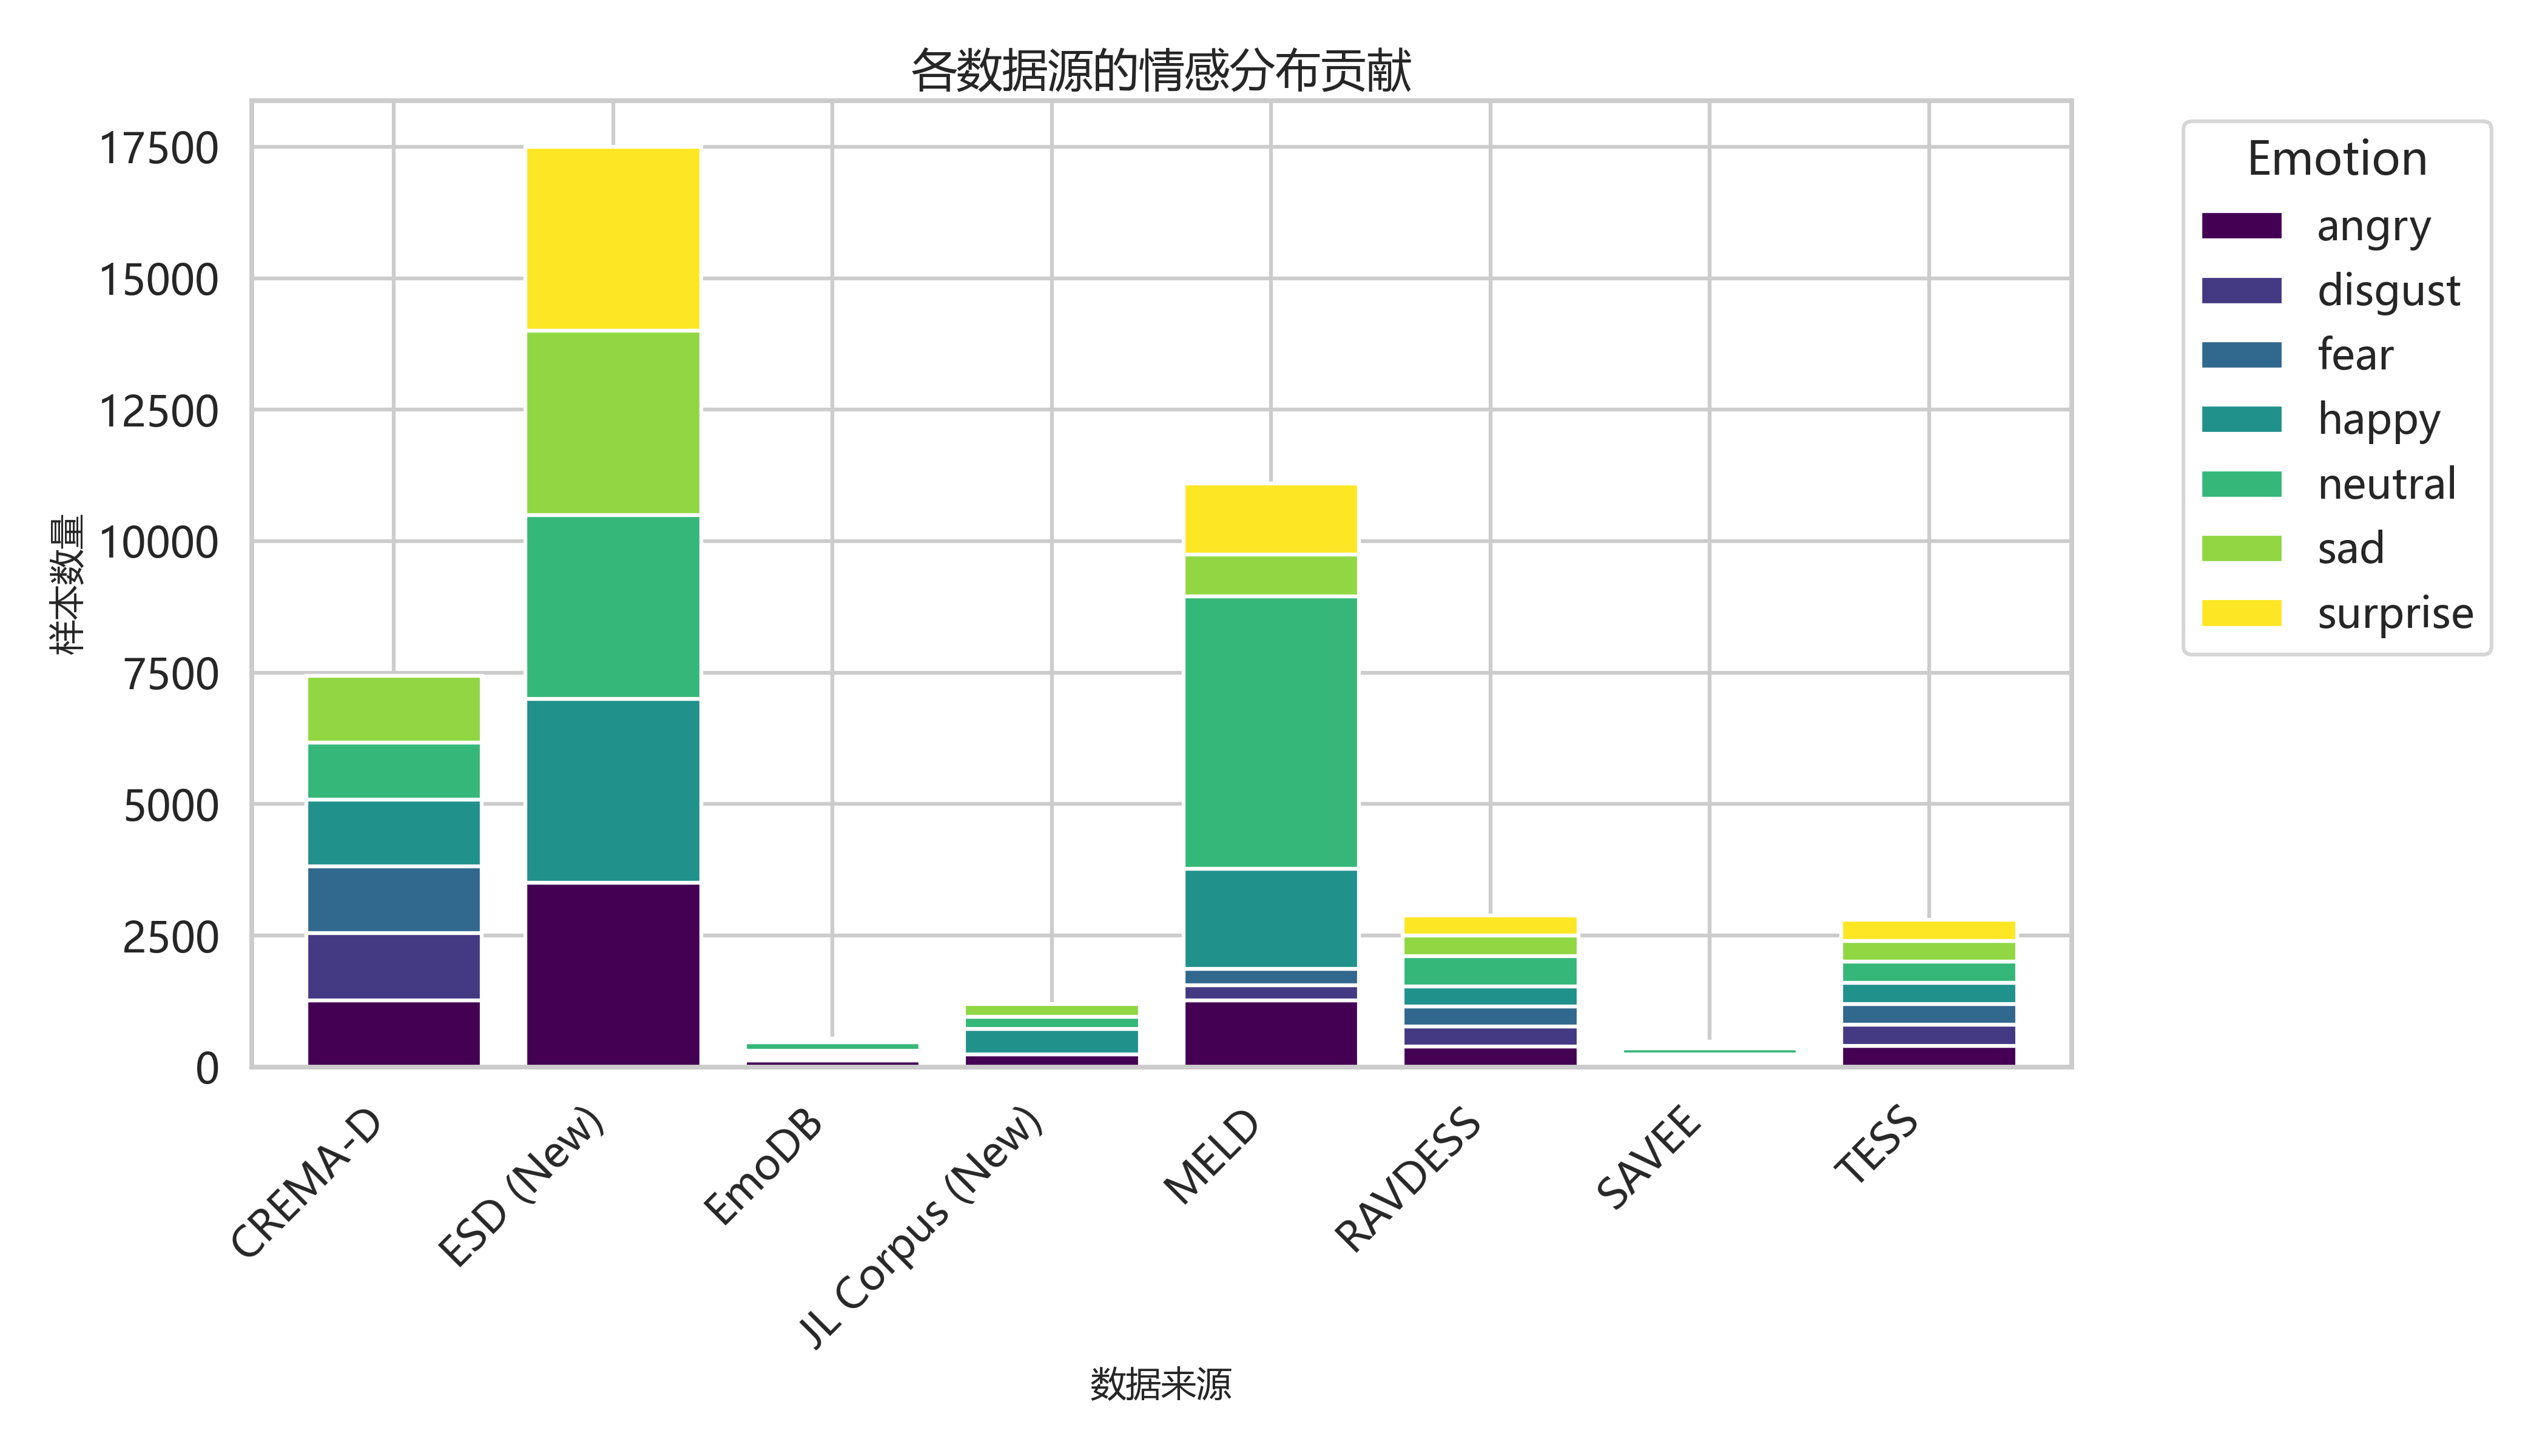 各数据源的情感分布贡献
17500
15000
12500
10000
7500
5000
2500
0
样本数量
CREMA-D
ESD (New)
EmoDB
JL Corpus (New)
MELD
RAVDESS
SAVEE
TESS
数据来源
Emotion
angry
disgust
fear
happy
neutral
sad
surprise